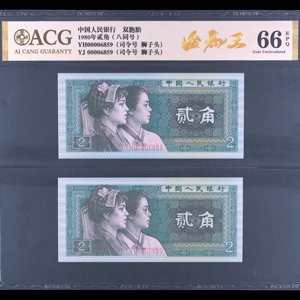 ACG
AI CANG GUARANTY
中国人民银行 双胞胎
1980年贰角（八同号）
YH00006859（司令号 狮子头）
YJ 00006859（司令号 狮子头）
66 EPQ
Gem Uncirculated
中国人民银行
贰角
2
2
中国人民银行
贰角
2
2